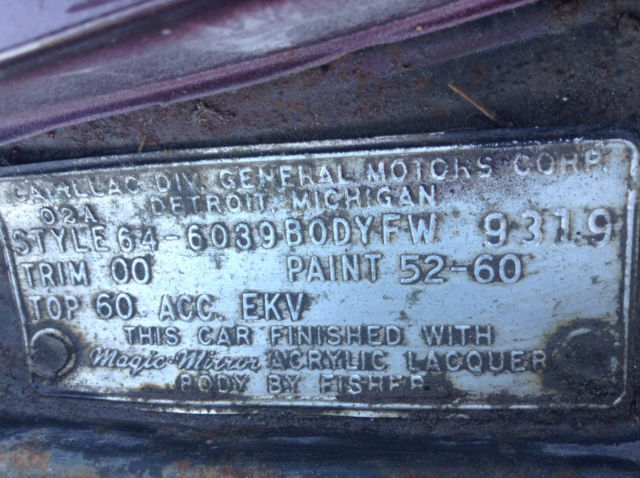 CADILLAC DIV. GENERAL MOTORS CORP.
02A DETROIT, MICHIGAN
STYLE 64-6039 BODY FW 9319
TRIM 00 PAINT 52-60
TOP 60 ACC. EKV
THIS CAR FINISHED WITH
Magic-Mirror ACRYLIC LACQUER
BODY BY FISHER